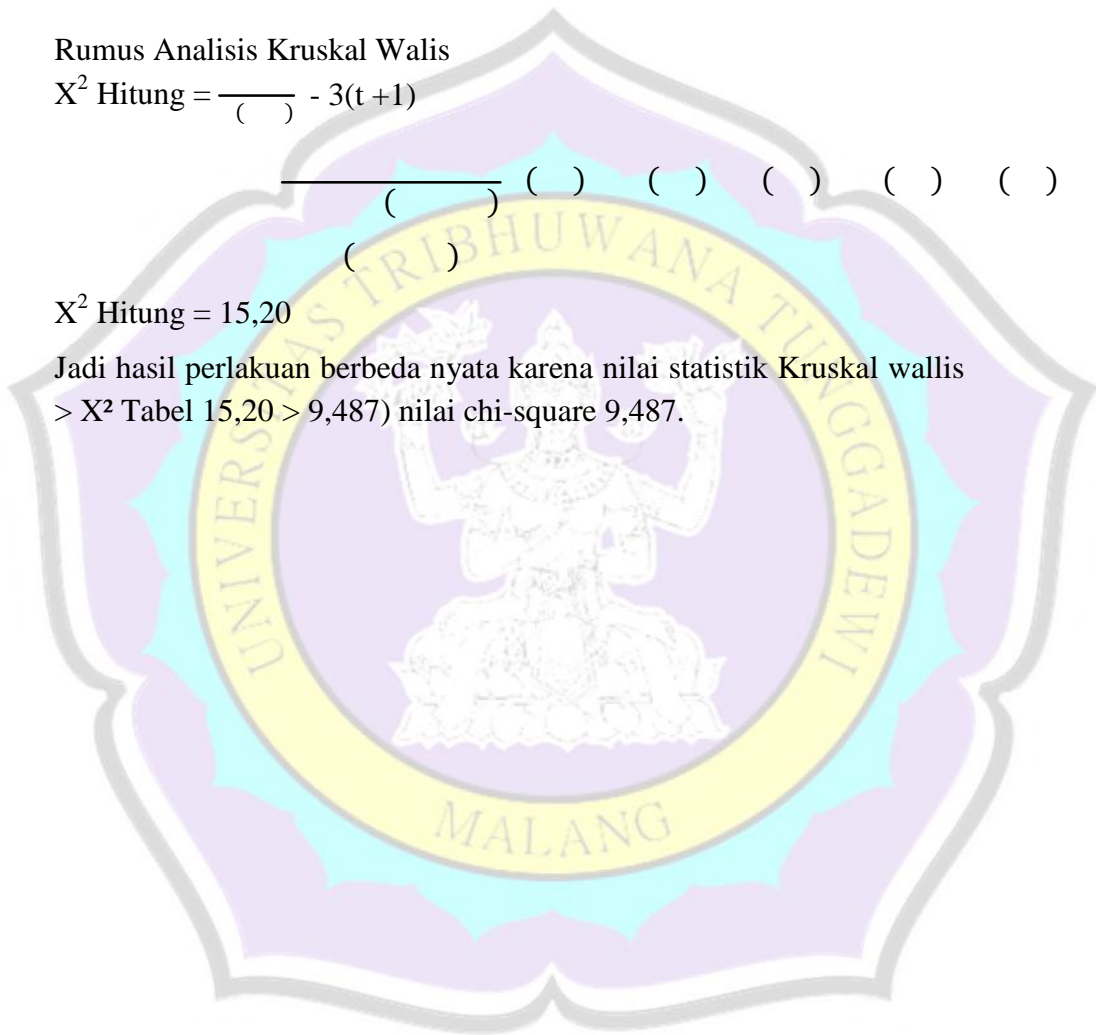 Rumus Analisis Kruskal Walis
X² Hitung = ( ) - 3(t +1)
( ) ( ) ( ) ( ) ( ) ( )
( )
X² Hitung = 15,20
Jadi hasil perlakuan berbeda nyata karena nilai statistik Kruskal wallis
> X² Tabel 15,20 > 9,487) nilai chi-square 9,487.
UNIVERSITAS TRIBHUWANA TUNGGADEWI
MALANG